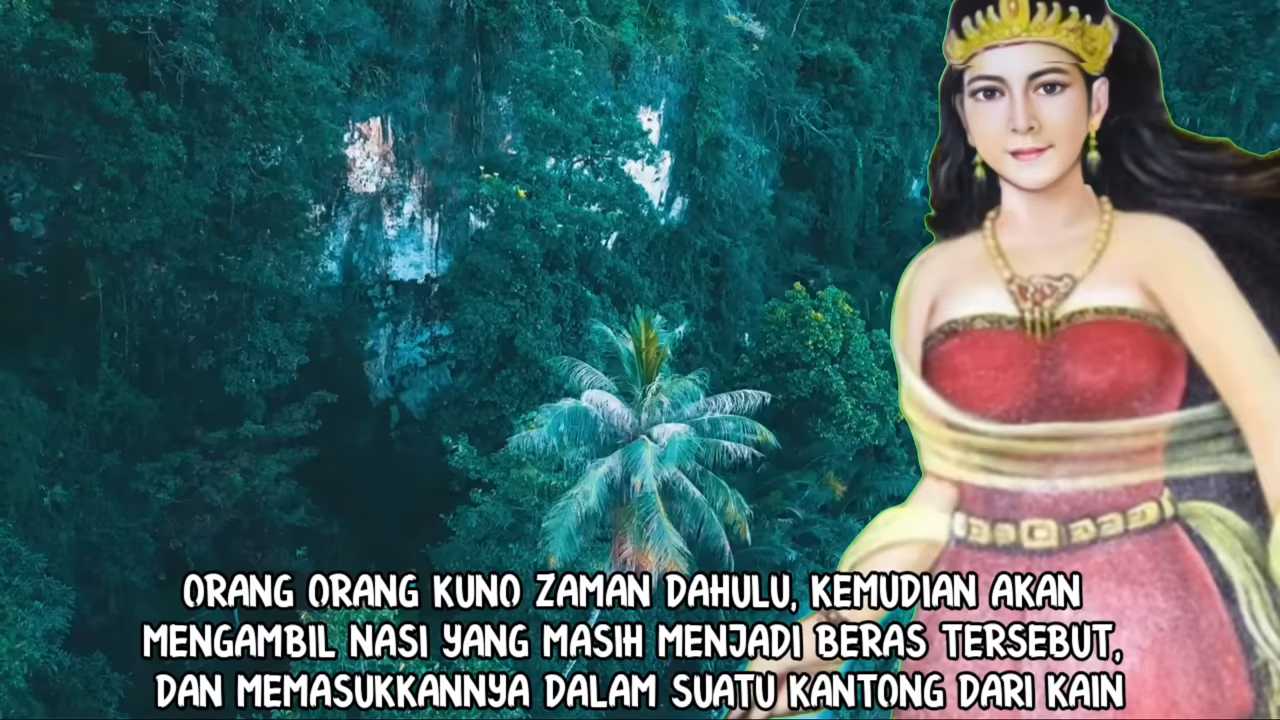 ORANG ORANG KUNO ZAMAN DAHULU, KEMUDIAN AKAN
MENGAMBIL NASI YANG MASIH MENJADI BERAS TERSEBUT,
DAN MEMASUKKANNYA DALAM SUATU KANTONG DARI KAIN